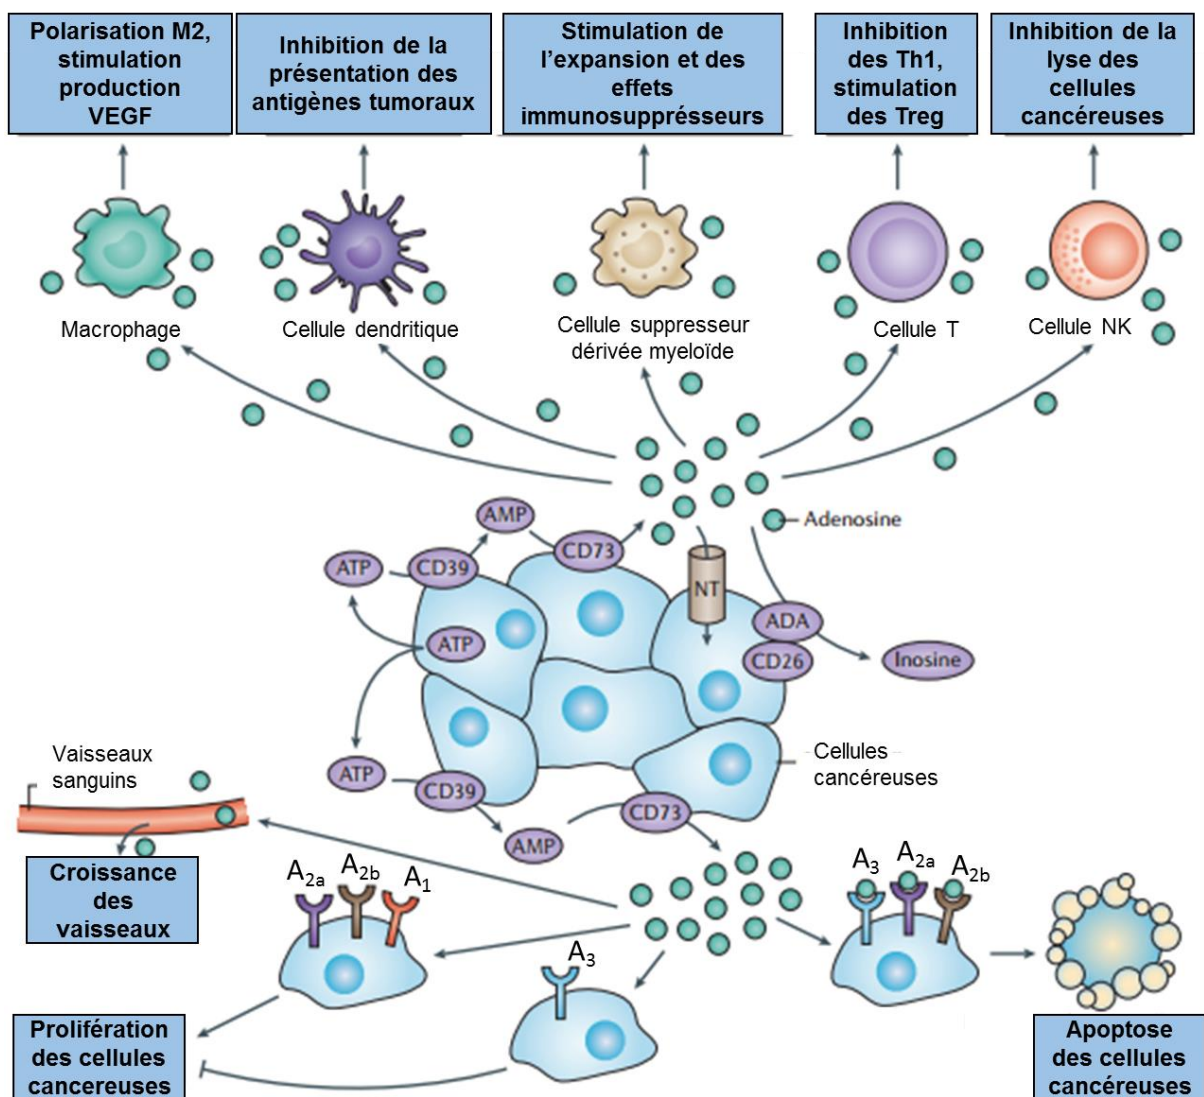 Polarisation M2,
stimulation
production
VEGF
Inhibition de la
présentation des
antigènes tumoraux
Stimulation de
l'expansion et des
effets
immunosupprésseurs
Inhibition
des Th1,
stimulation
des Treg
Inhibition de la
lyse des
cellules
cancéreuses
Macrophage
Cellule dendritique
Cellule suppresseur
dérivée myeloïde
Cellule T
Cellule NK
Adenosine
AMP
CD73
CD39
ATP
NT
ADA
CD26
Inosine
ATP
ATP
CD39
AMP
CD73
Cellules
cancéreuses
Vaisseaux
sanguins
Croissance
des
vaisseaux
A2a
A2b
A1
A3
A3
A2a
A2b
Prolifération
des cellules
cancereuses
Apoptose
des cellules
cancéreuses